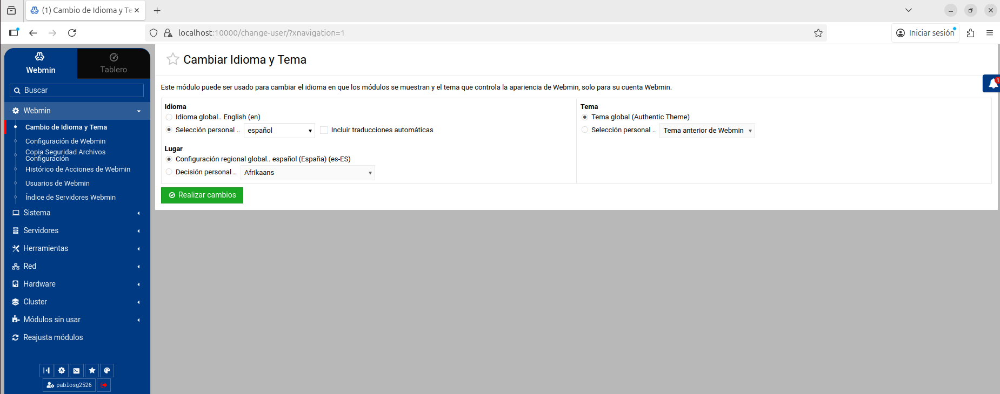 (1) Cambio de Idioma y Te
localhost:10000/change-user/?xnavigation=1
Iniciar sesión
Webmin
Tablero
Buscar
Webmin
Cambio de Idioma y Tema
Configuración de Webmin
Copia Seguridad Archivos
Configuración
Histórico de Acciones de Webmin
Usuarios de Webmin
Índice de Servidores Webmin
Sistema
Servidores
Herramientas
Red
Hardware
Cluster
Módulos sin usar
Reajusta módulos
pablosg2526
Cambiar Idioma y Tema
1
Este módulo puede ser usado para cambiar el idioma en que los módulos se muestran y el tema que controla la apariencia de Webmin, solo para su cuenta Webmin.
Idioma
Idioma global.. English (en)
Selección personal .. español Incluir traducciones automáticas
Lugar
Configuración regional global.. español (España) (es-ES)
Decisión personal .. Afrikaans
Tema
Tema global (Authentic Theme)
Selección personal .. Tema anterior de Webmin
Realizar cambios